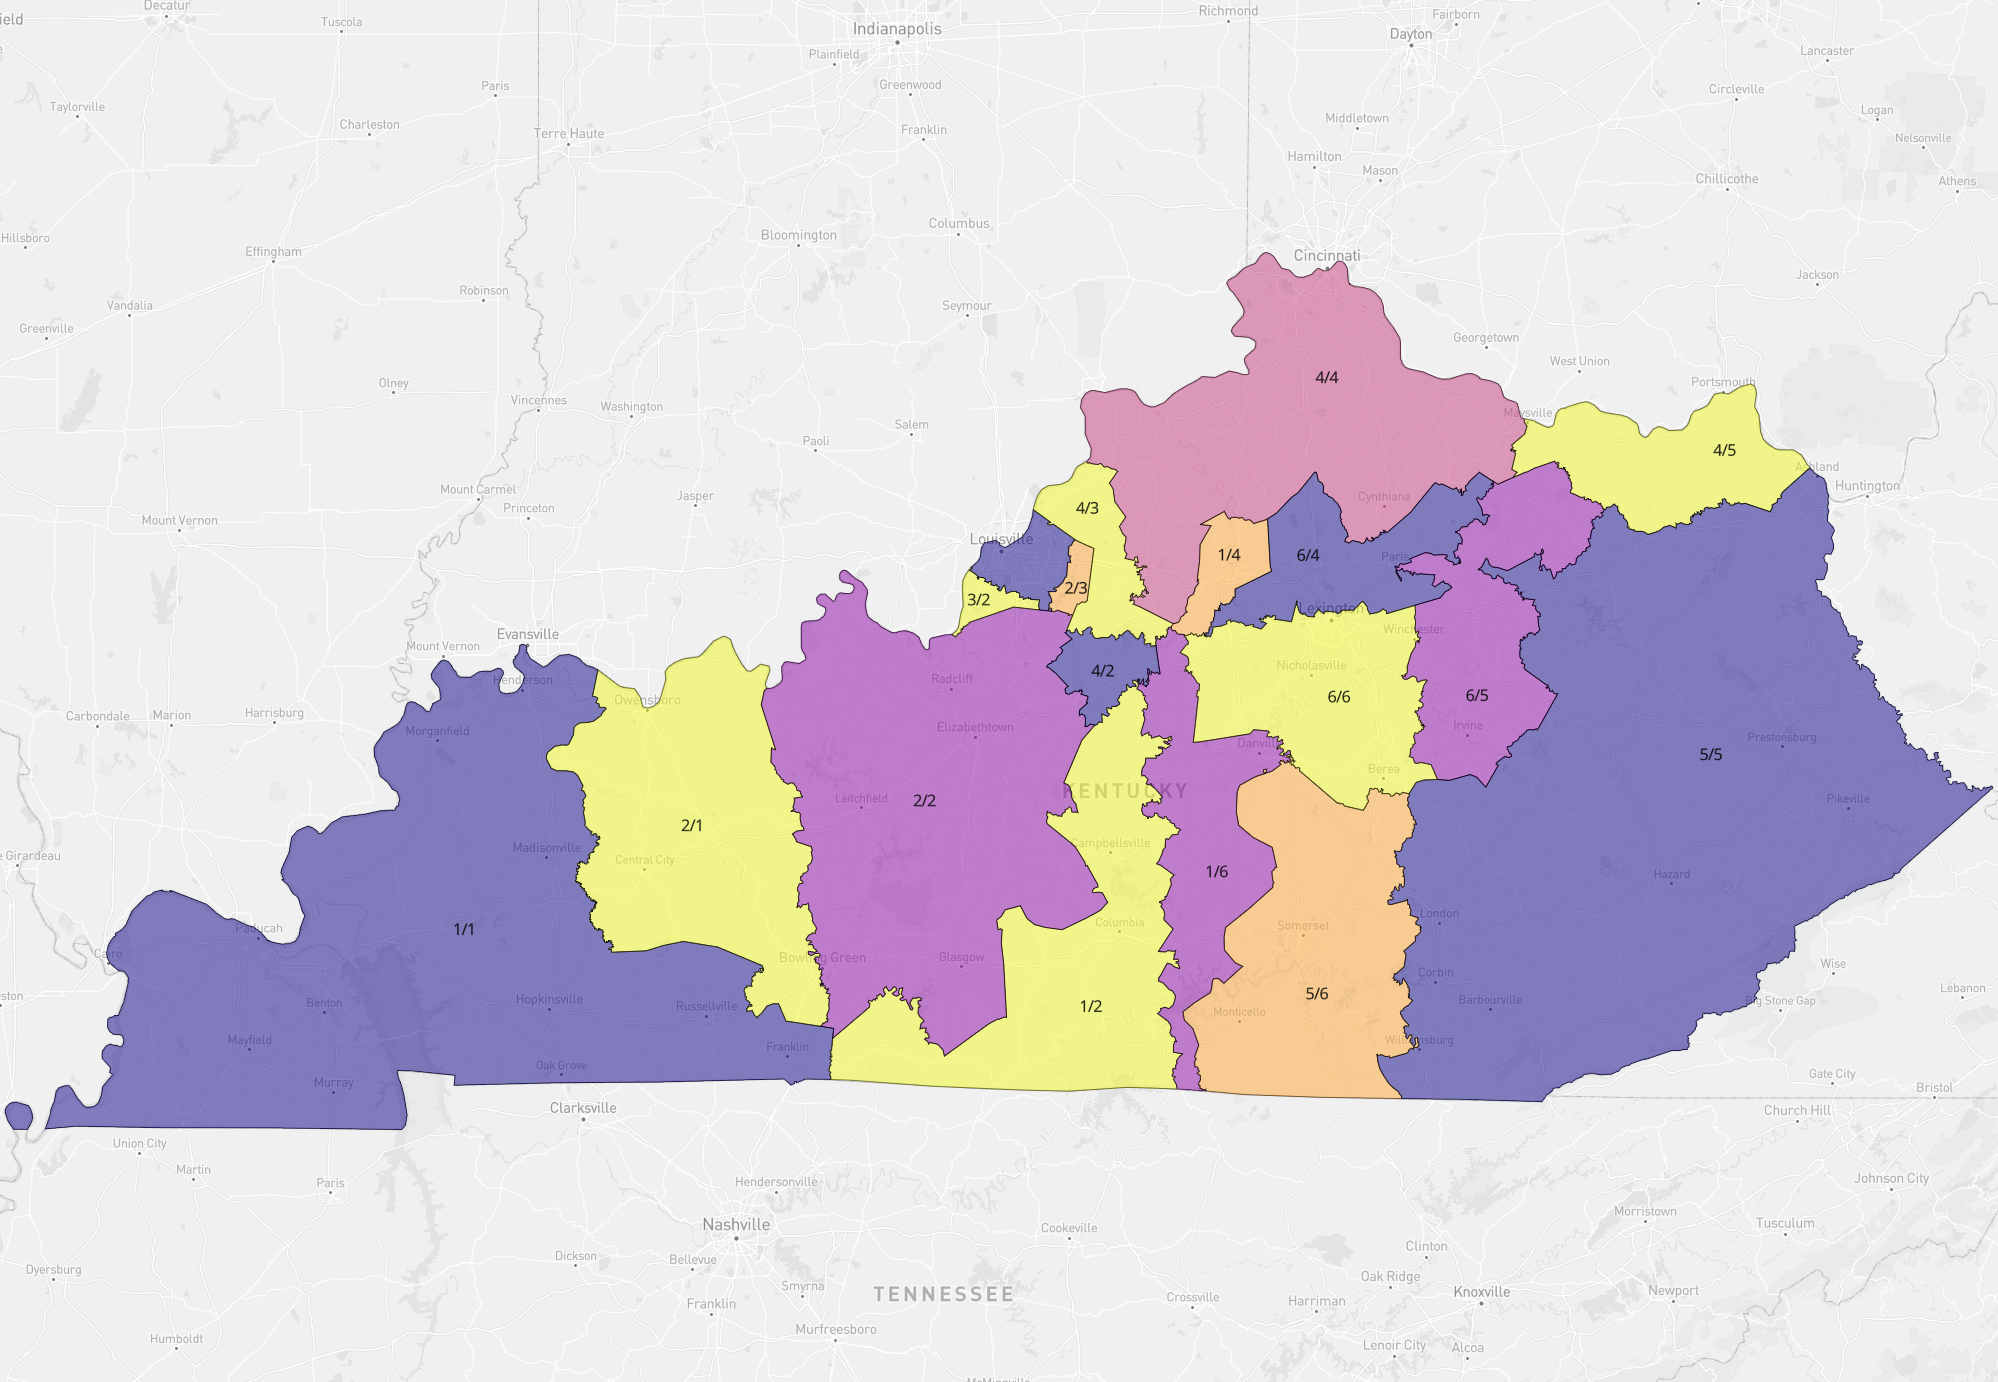 Decatur
Richmond
Fairborn
Tuscola
Indianapolis
Dayton
Lancaster
Plainfield
Paris
Greenwood
Circleville
Taylorville
Logan
Charleston
Terre Haute
Franklin
Middletown
Nelsonville
Hamilton
Mason
Chillicothe
Athens
Hillsboro
Bloomington
Columbus
Effingham
Cincinnati
Jackson
Robinson
Vandalia
Seymour
Greenville
Georgetown
West Union
4/4
Olney
Portsmouth
Vincennes
Washington
Maysville
Salem
Paoli
4/5
Ashland
Mount Carmel
Huntington
Jasper
Cynthiana
Princeton
4/3
Mount Vernon
Louisville
1/4
6/4
Paris
2/3
3/2
Lexington
Evansville
Winchester
Mount Vernon
Nicholasville
4/2
Henderson
Radcliff
6/6
6/5
Owensboro
Carbondale
Marion
Harrisburg
Irvine
Morganfield
Elizabethtown
Danville
Prestonsburg
5/5
Berea
KENTUCKY
2/2
Leitchfield
Pikeville
2/1
Madisonville
Campbellsville
Girardeau
Central City
1/6
Hazard
London
Columbia
Somerset
Paducah
1/1
Cairo
Bowling Green
Glasgow
Wise
Corbin
Lebanon
5/6
Hopkinsville
Barbourville
Benton
Russellville
1/2
Big Stone Gap
Monticello
Mayfield
Williamsburg
Franklin
Oak Grove
Gate City
Murray
Bristol
Clarksville
Church Hill
Union City
Martin
Johnson City
Paris
Hendersonville
Morristown
Nashville
Cookeville
Tusculum
Clinton
Dickson
Bellevue
Dyersburg
Oak Ridge
Smyrna
Knoxville
Newport
TENNESSEE
Crossville
Harriman
Franklin
Murfreesboro
Humboldt
Lenoir City
Alcoa